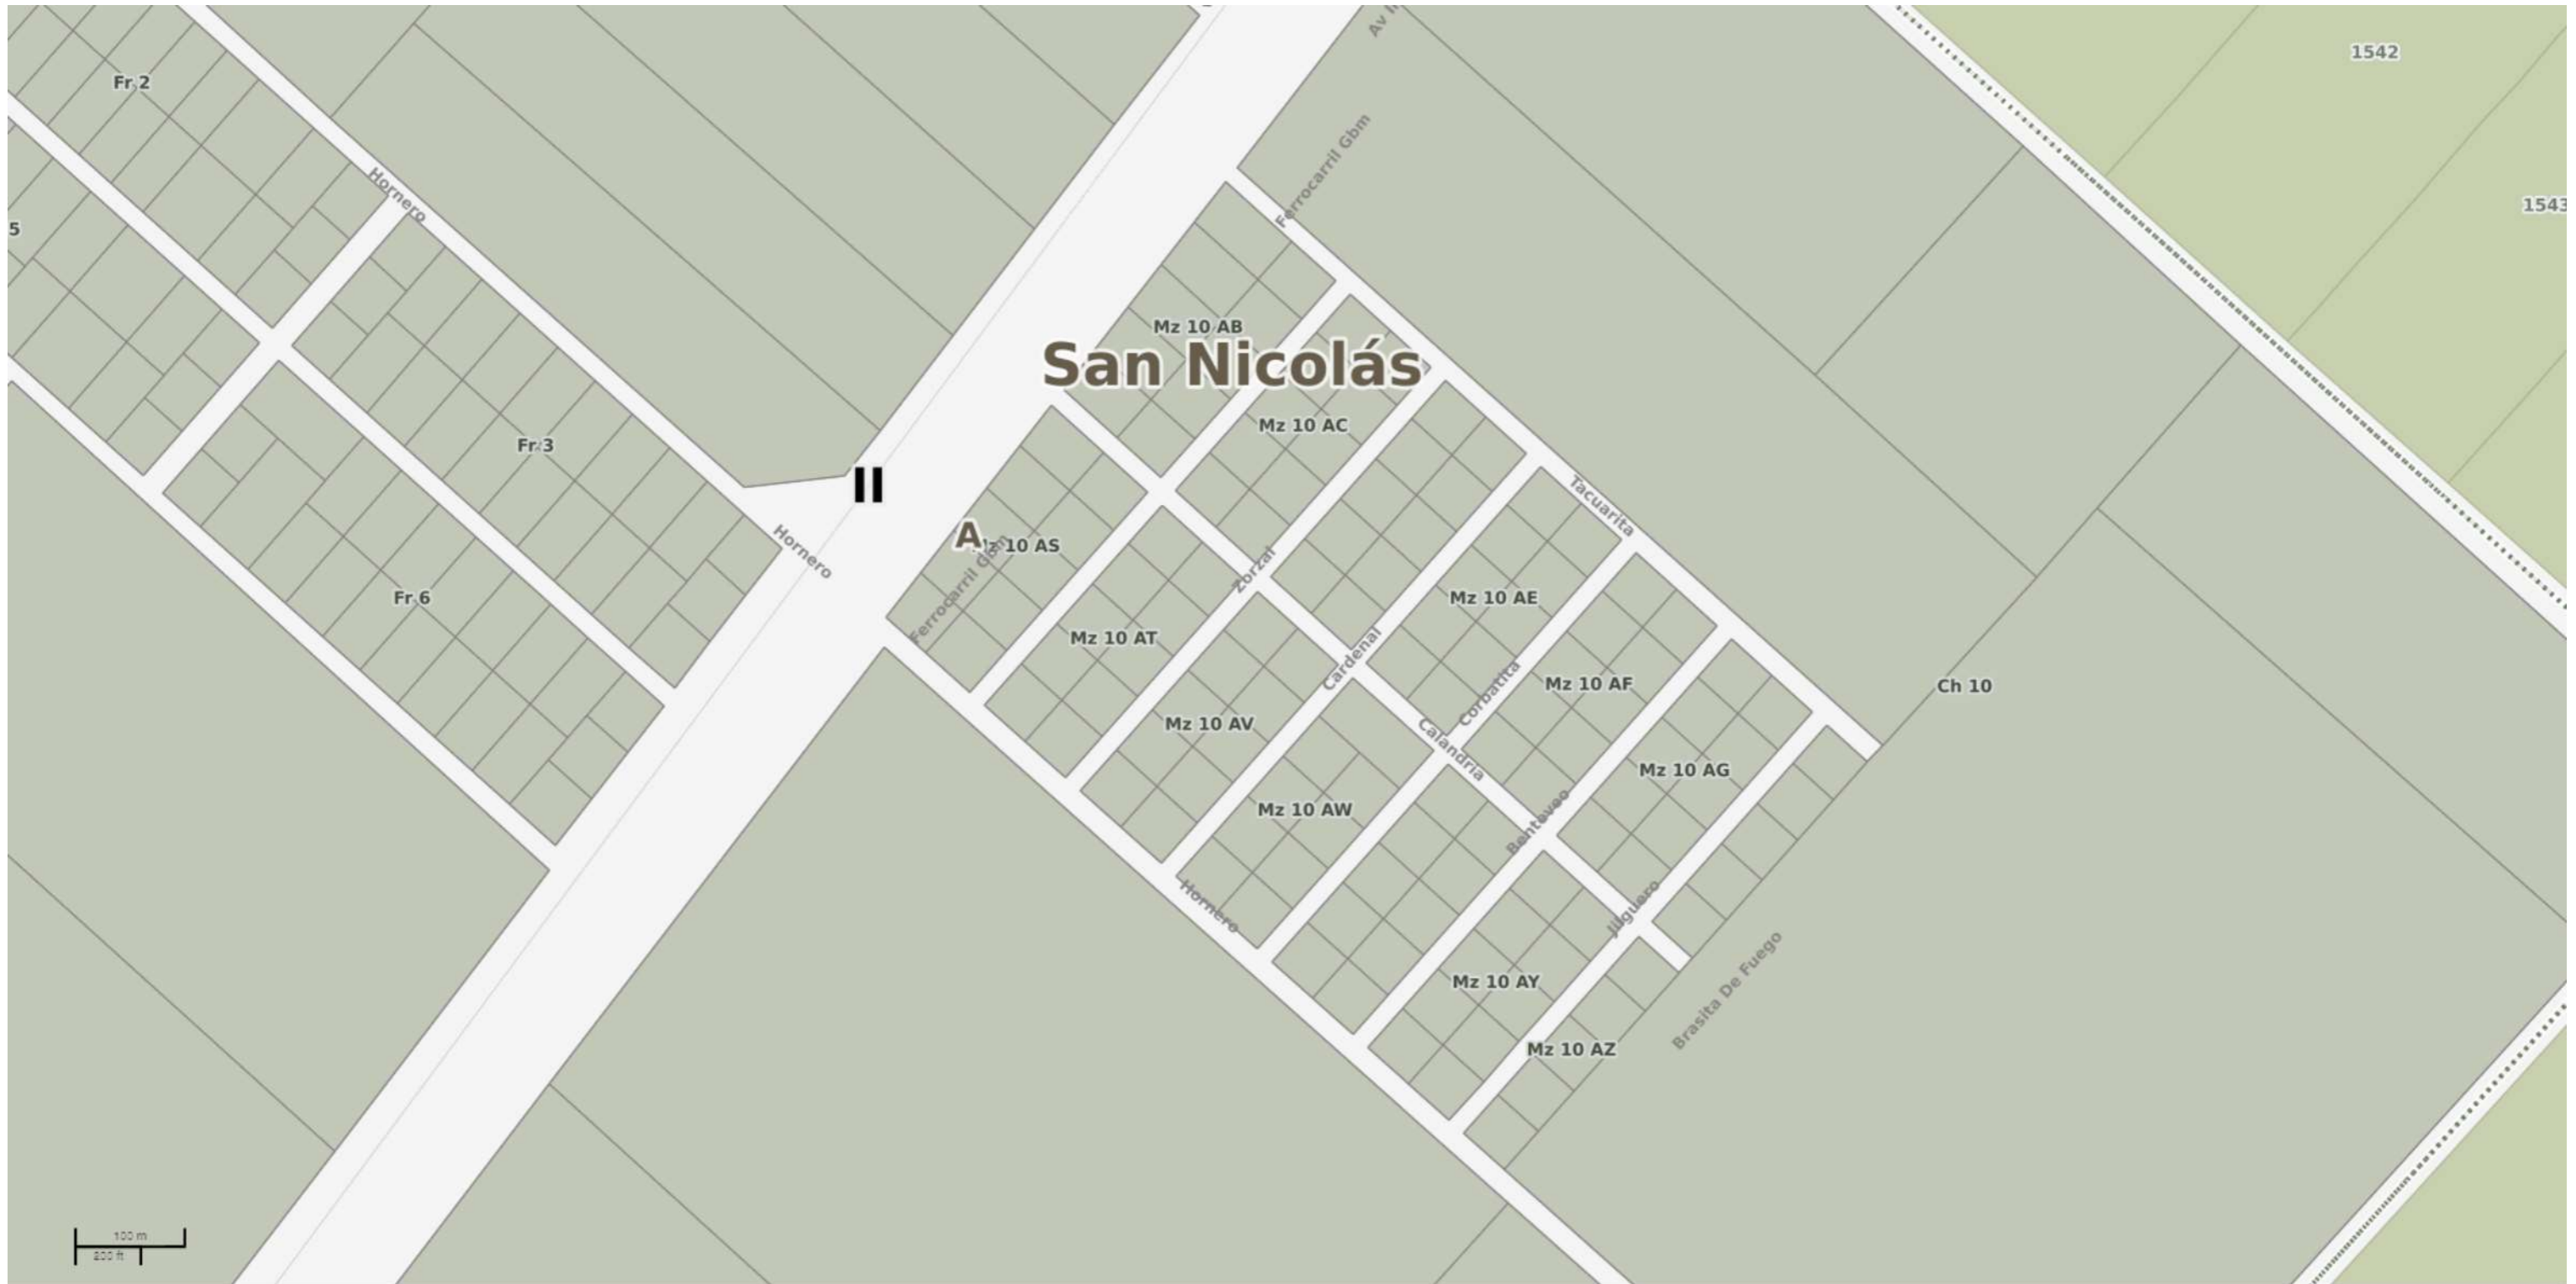 Av
1542
Fr 2
Ferrocarril Gbm
Hornero
1543
5
Mz 10 AB
San Nicolás
Mz 10 AC
Fr 3
II
Tacuarita
A
Mz 10 AS
Hornero
Ferrocarril Gbm
Zorzal
Fr 6
Mz 10 AE
Mz 10 AT
Cardenal
Corbatita
Mz 10 AF
Ch 10
Mz 10 AV
Calandria
Mz 10 AG
Mz 10 AW
Benteveo
Hornero
Jilguero
Mz 10 AY
Brasita De Fuego
Mz 10 AZ
100 m
200 ft